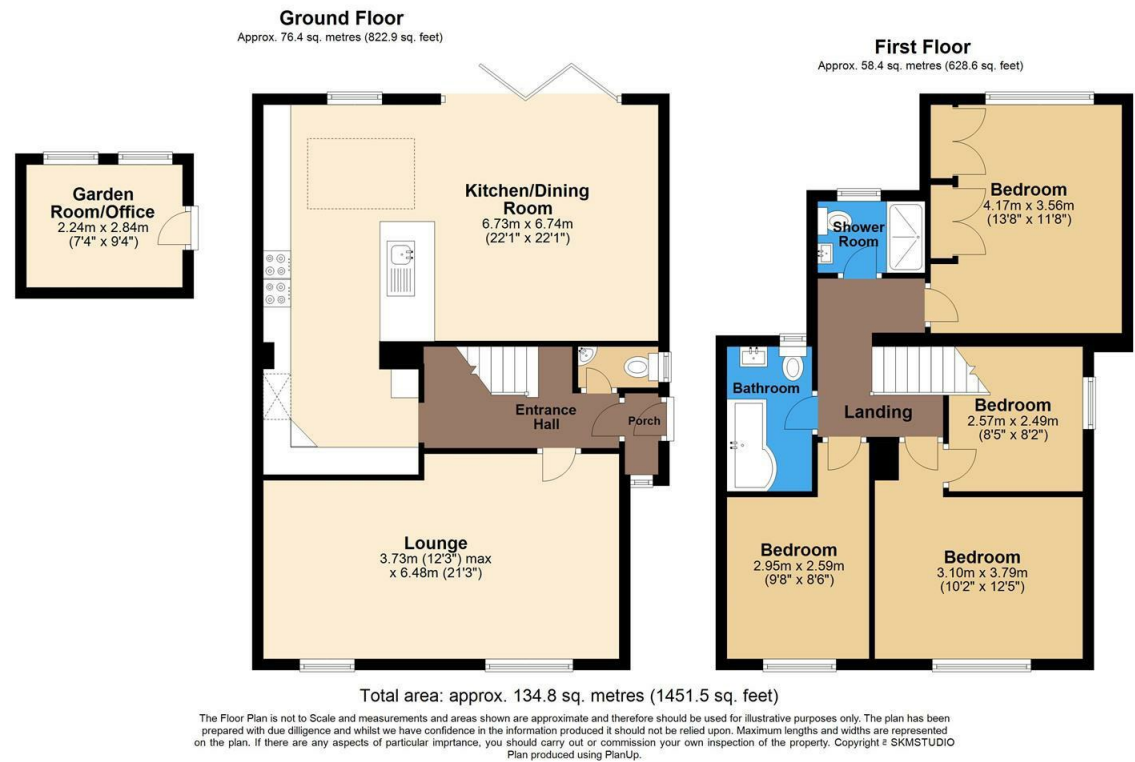 Ground Floor
Approx. 76.4 sq. metres (822.9 sq. feet)
First Floor
Approx. 58.4 sq. metres (628.6 sq. feet)
Garden
Room/Office
2.24m x 2.84m
(7'4" x 9'4")
Kitchen/Dining
Room
6.73m x 6.74m
(22'1" x 22'1")
Entrance
Hall
Porch
Lounge
3.73m (12'3") max
x 6.48m (21'3")
Bedroom
4.17m x 3.56m
(13'8" x 11'8")
Shower
Room
Bathroom
Landing
Bedroom
2.57m x 2.49m
(8'5" x 8'2")
Bedroom
2.95m x 2.59m
(9'8" x 8'6")
Bedroom
3.10m x 3.79m
(10'2" x 12'5")
Total area: approx. 134.8 sq. metres (1451.5 sq. feet)
The Floor Plan is not to Scale and measurements and areas shown are approximate and therefore should be used for illustrative purposes only. The plan has been
prepared with due dilligence and whilst we have confidence in the information produced it should not be relied upon. Maximum lengths and widths are represented
on the plan. If there are any aspects of particular imprtance, you should carry out or commission your own inspection of the property. Copyright SKMSTUDIO
Plan produced using PlanUp.